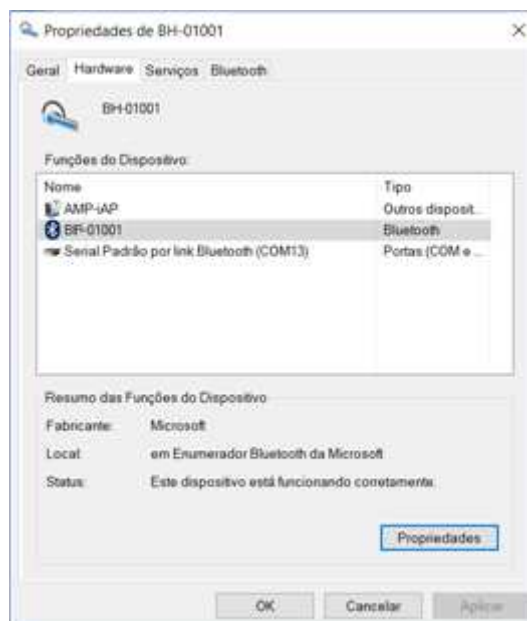 Propriedades de BH-01001
Geral Hardware Serviços Bluetooth
BH-01001
Funções do Dispositivo:
Nome Tipo
AMP-iAP Outros disposit...
BH-01001 Bluetooth
Serial Padrão por link Bluetooth (COM13) Portas (COM e ...
Resumo das Funções do Dispositivo
Fabricante: Microsoft
Local: em Enumerador Bluetooth da Microsoft
Status: Este dispositivo está funcionando corretamente.
Propriedades
OK Cancelar Aplicar